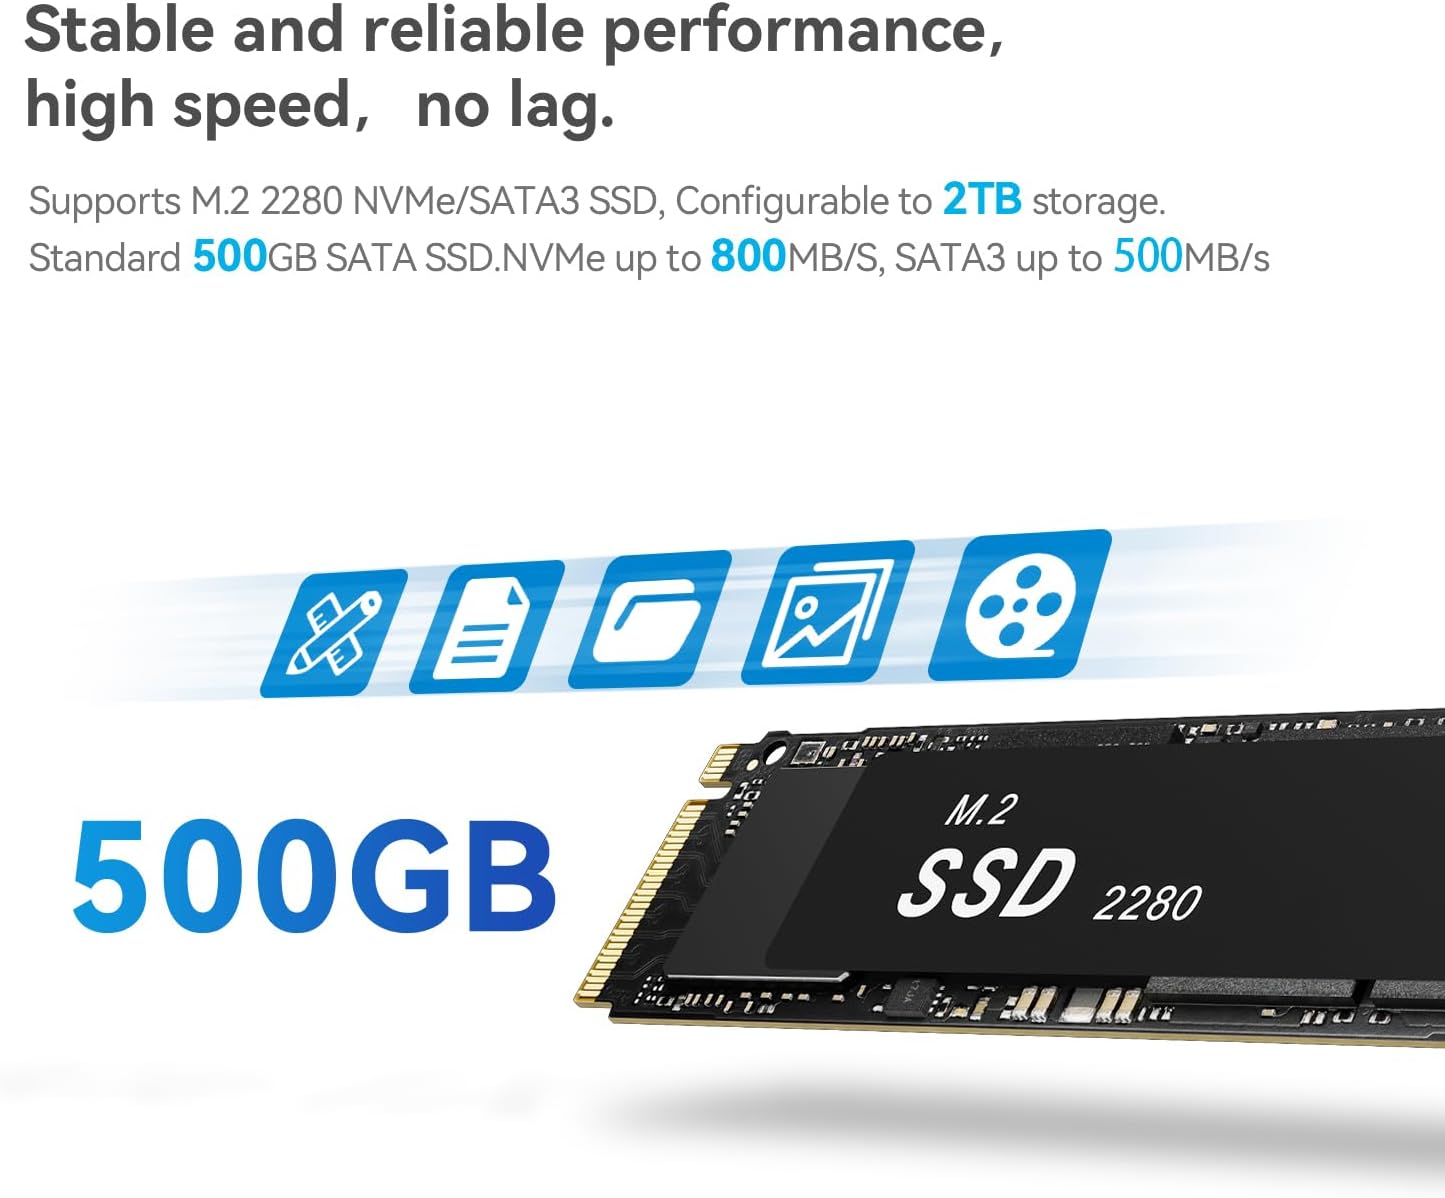 Stable and reliable performance,
high speed, no lag.
Supports M.2 2280 NVMe/SATA3 SSD, Configurable to 2TB storage.
Standard 500GB SATA SSD.NVMe up to 800MB/S, SATA3 up to 500MB/s
M.2
SSD 2280
500GB